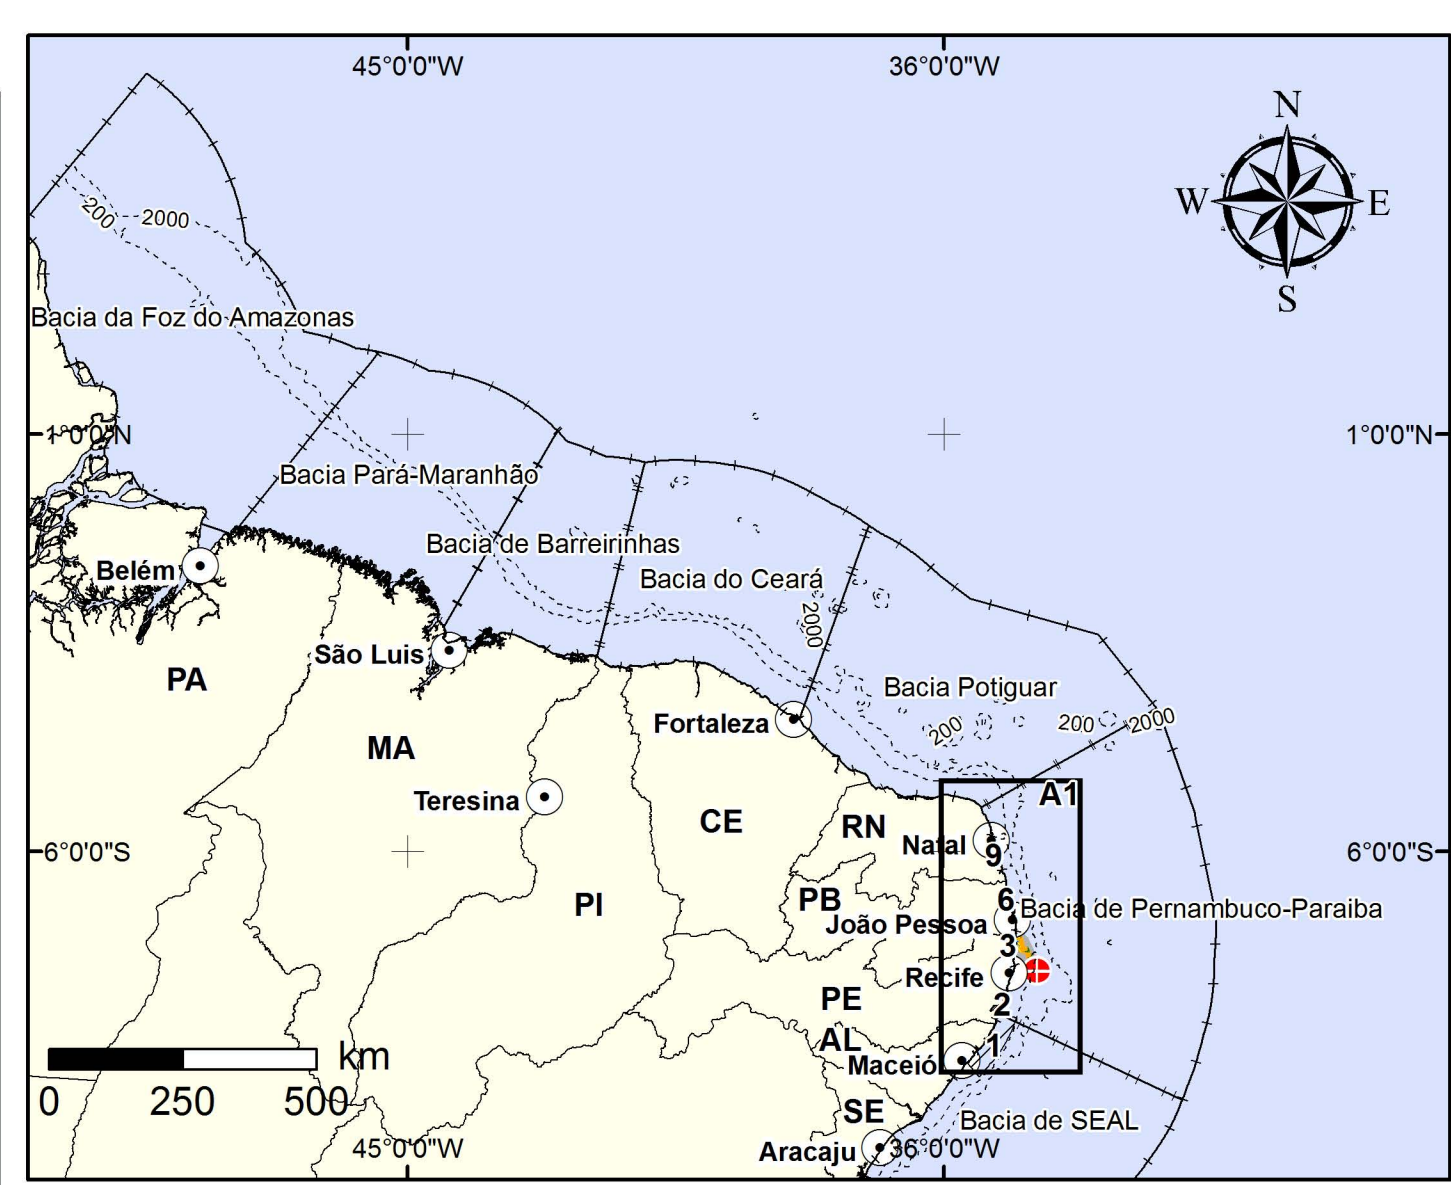 45°0'0"W 36°0'0"W
N
W E
S
200 2000
Bacia da Foz do Amazonas
1°0'0"N 1°0'0"N
Bacia Pará-Maranhão
Bacia de Barreirinhas
Belém
Bacia do Ceará
2000
São Luis
PA
Bacia Potiguar
Fortaleza
200 200 2000
MA
Teresina
A1
CE
RN
Natal
9
6°0'0"S 6°0'0"S
PI
PB
6
Bacia de Pernambuco-Paraiba
João Pessoa
3
Recife
PE
2
AL
1
km
Maceió
0 250 500
SE
Bacia de SEAL
45°0'0"W 36°0'0"W
Aracaju